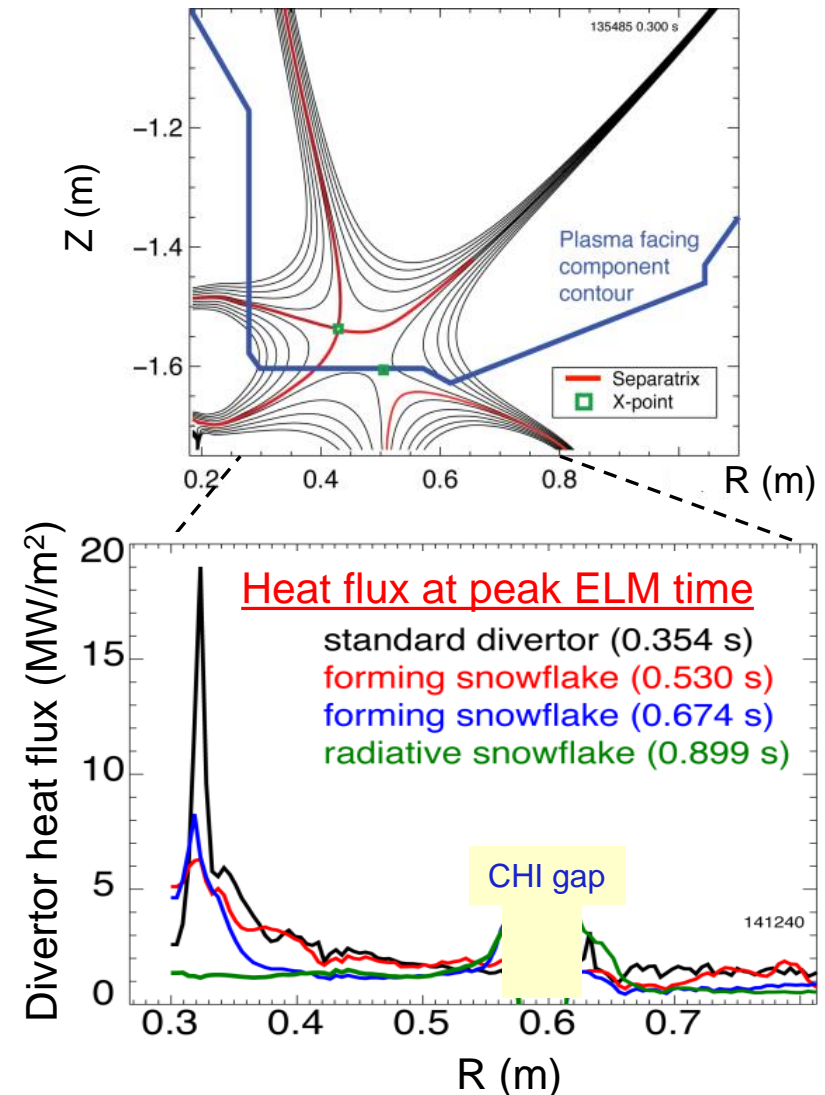 135485 0.300 s
Z (m)
−1.2
−1.4
−1.6
Plasma facing
component
contour
Separatrix
X-point
0.2
0.4
0.6
0.8
R (m)
Divertor heat flux (MW/m²)
20
15
10
5
0
Heat flux at peak ELM time
standard divertor (0.354 s)
forming snowflake (0.530 s)
forming snowflake (0.674 s)
radiative snowflake (0.899 s)
CHI gap
141240
0.3
0.4
0.5
0.6
0.7
R (m)